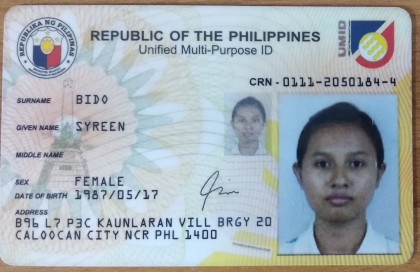 REPUBLIKA NG PILIPINAS
REPUBLIC OF THE PHILIPPINES
Unified Multi-Purpose ID
UMID
CRN - 0111-2050184-4
SURNAME BIDO
GIVEN NAME SYREEN
MIDDLE NAME
SEX FEMALE
DATE OF BIRTH 1987/05/17
ADDRESS
B96 L7 P3C KAUNLARAN VILL BRGY 20
CALOOCAN CITY NCR PHL 1400